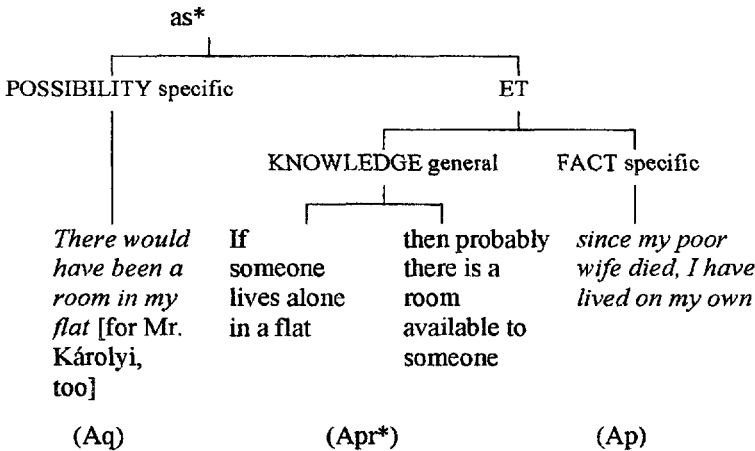 as*
POSSIBILITY specific ET
KNOWLEDGE general FACT specific
There would
have been a
room in my
flat [for Mr.
Károlyi,
too]
If
someone
lives alone
in a flat
then probably
there is a
room
available to
someone
since my poor
wife died, I have
lived on my own
(Aq) (Apr*) (Ap)